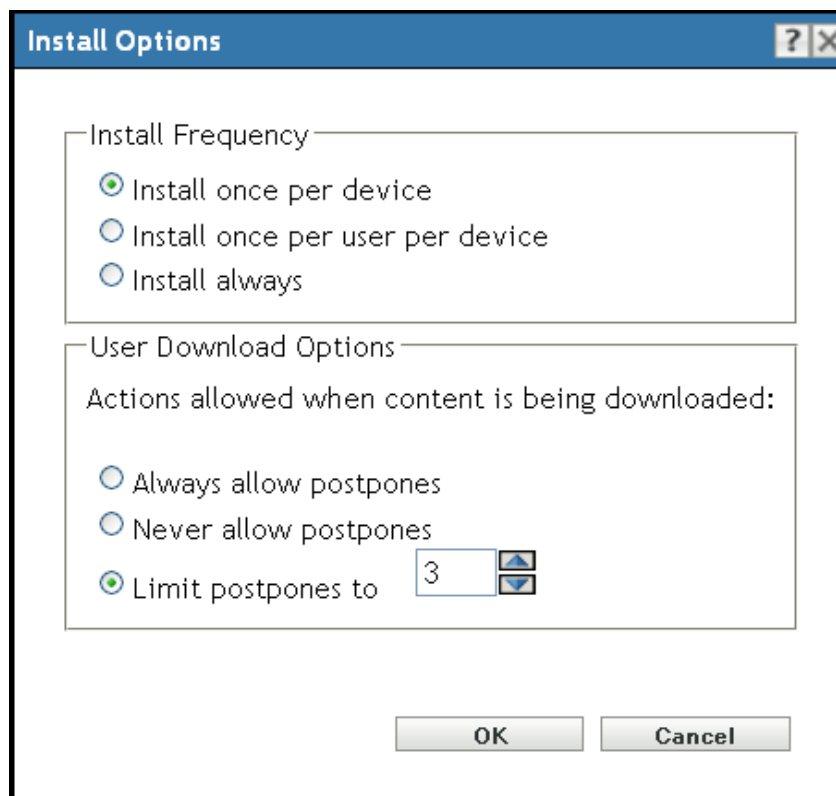 Install Options
Install Frequency
Install once per device
Install once per user per device
Install always
User Download Options
Actions allowed when content is being downloaded:
Always allow postpones
Never allow postpones
Limit postpones to 3
OK Cancel